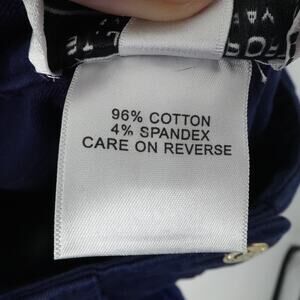 96% COTTON
4% SPANDEX
CARE ON REVERSE